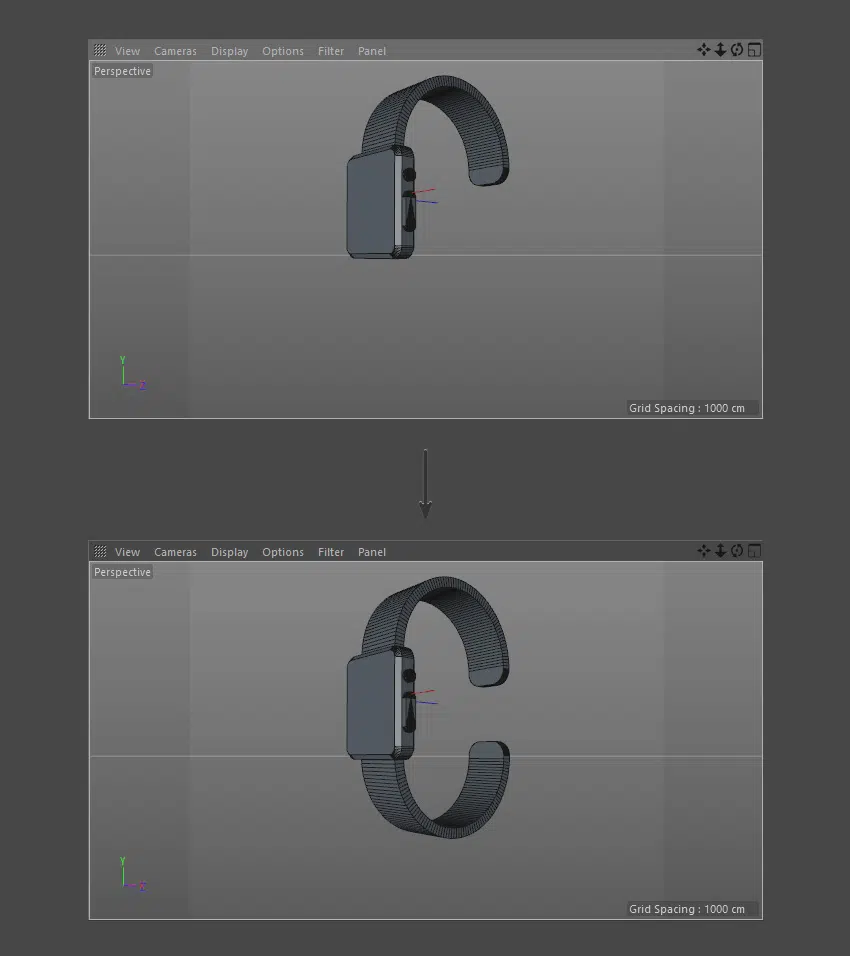 View Cameras Display Options Filter Panel
Perspective
Y
Z
Grid Spacing : 1000 cm
View Cameras Display Options Filter Panel
Perspective
Y
Z
Grid Spacing : 1000 cm